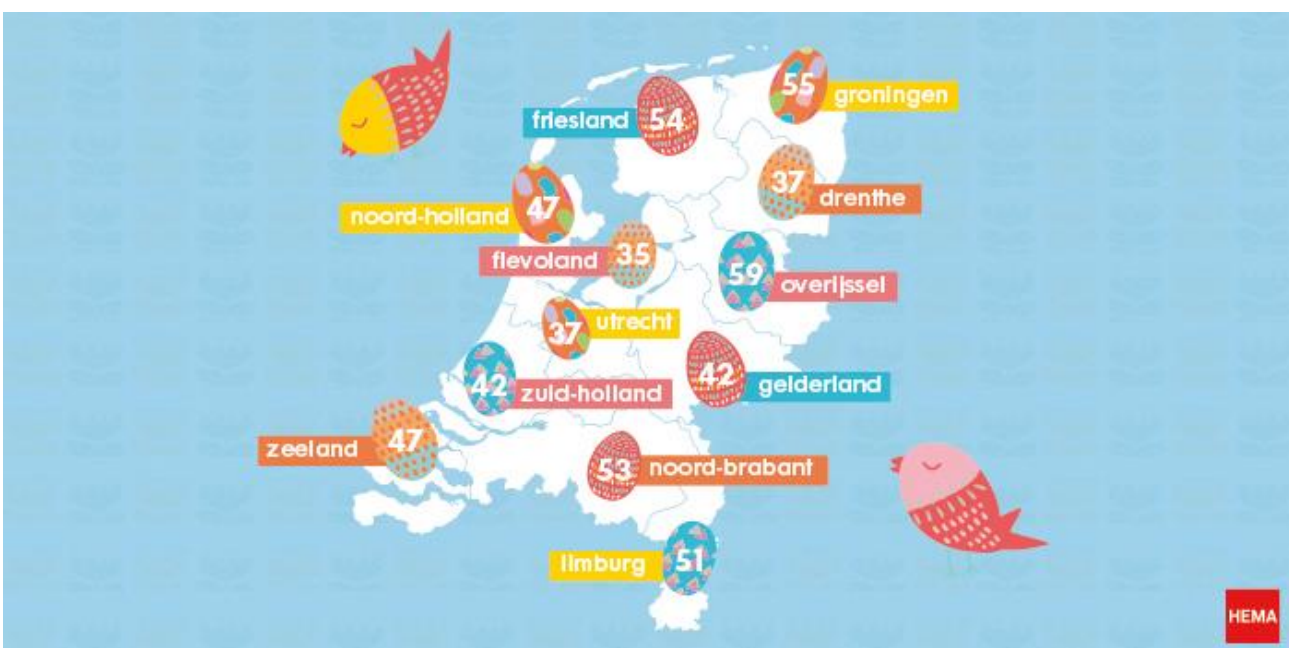 55
groningen
friesland
54
37
drenthe
noord-holland
47
flevoland
35
59
overijssel
37
utrecht
42
zuid-holland
42
gelderland
zeeland
47
53
noord-brabant
limburg
51
HEMA